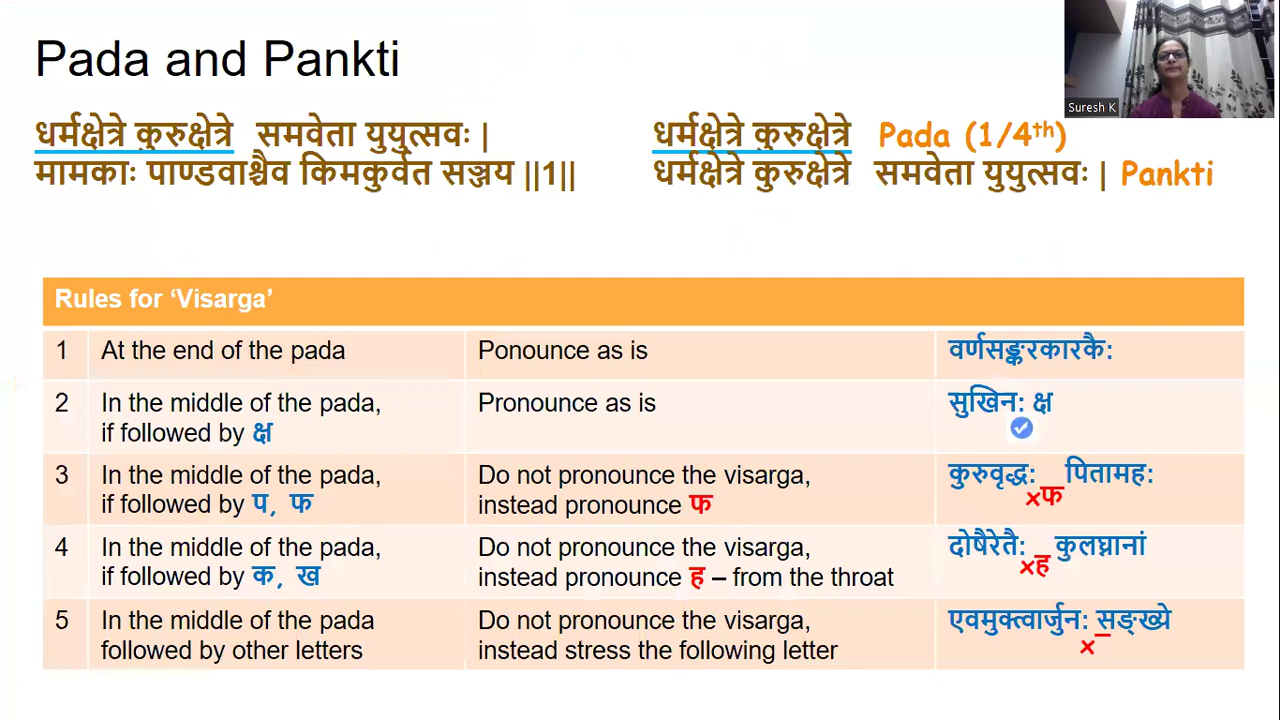 Pada and Pankti
Suresh K
धर्मक्षेत्रे कुरुक्षेत्रे समवेता युयुत्सवः |
मामकाः पाण्डवाश्चैव किमकुर्वत सञ्जय ||1||
धर्मक्षेत्रे कुरुक्षेत्रे Pada (1/4th)
धर्मक्षेत्रे कुरुक्षेत्रे समवेता युयुत्सवः | Pankti
Rules for ‘Visarga’
1 At the end of the pada Ponounce as is वर्णसङ्करकारकै:
2 In the middle of the pada, Pronounce as is सुखिन: क्ष
if followed by क्ष
3 In the middle of the pada, Do not pronounce the visarga, कुरुवृद्ध: पितामह:
if followed by प, फ instead pronounce फ ×फ
4 In the middle of the pada, Do not pronounce the visarga, दोषैरेतै: कुलघ्नानां
if followed by क, ख instead pronounce ह – from the throat ×ह
5 In the middle of the pada Do not pronounce the visarga, एवमुक्त्वार्जुन: सङ्ख्ये
followed by other letters instead stress the following letter ×